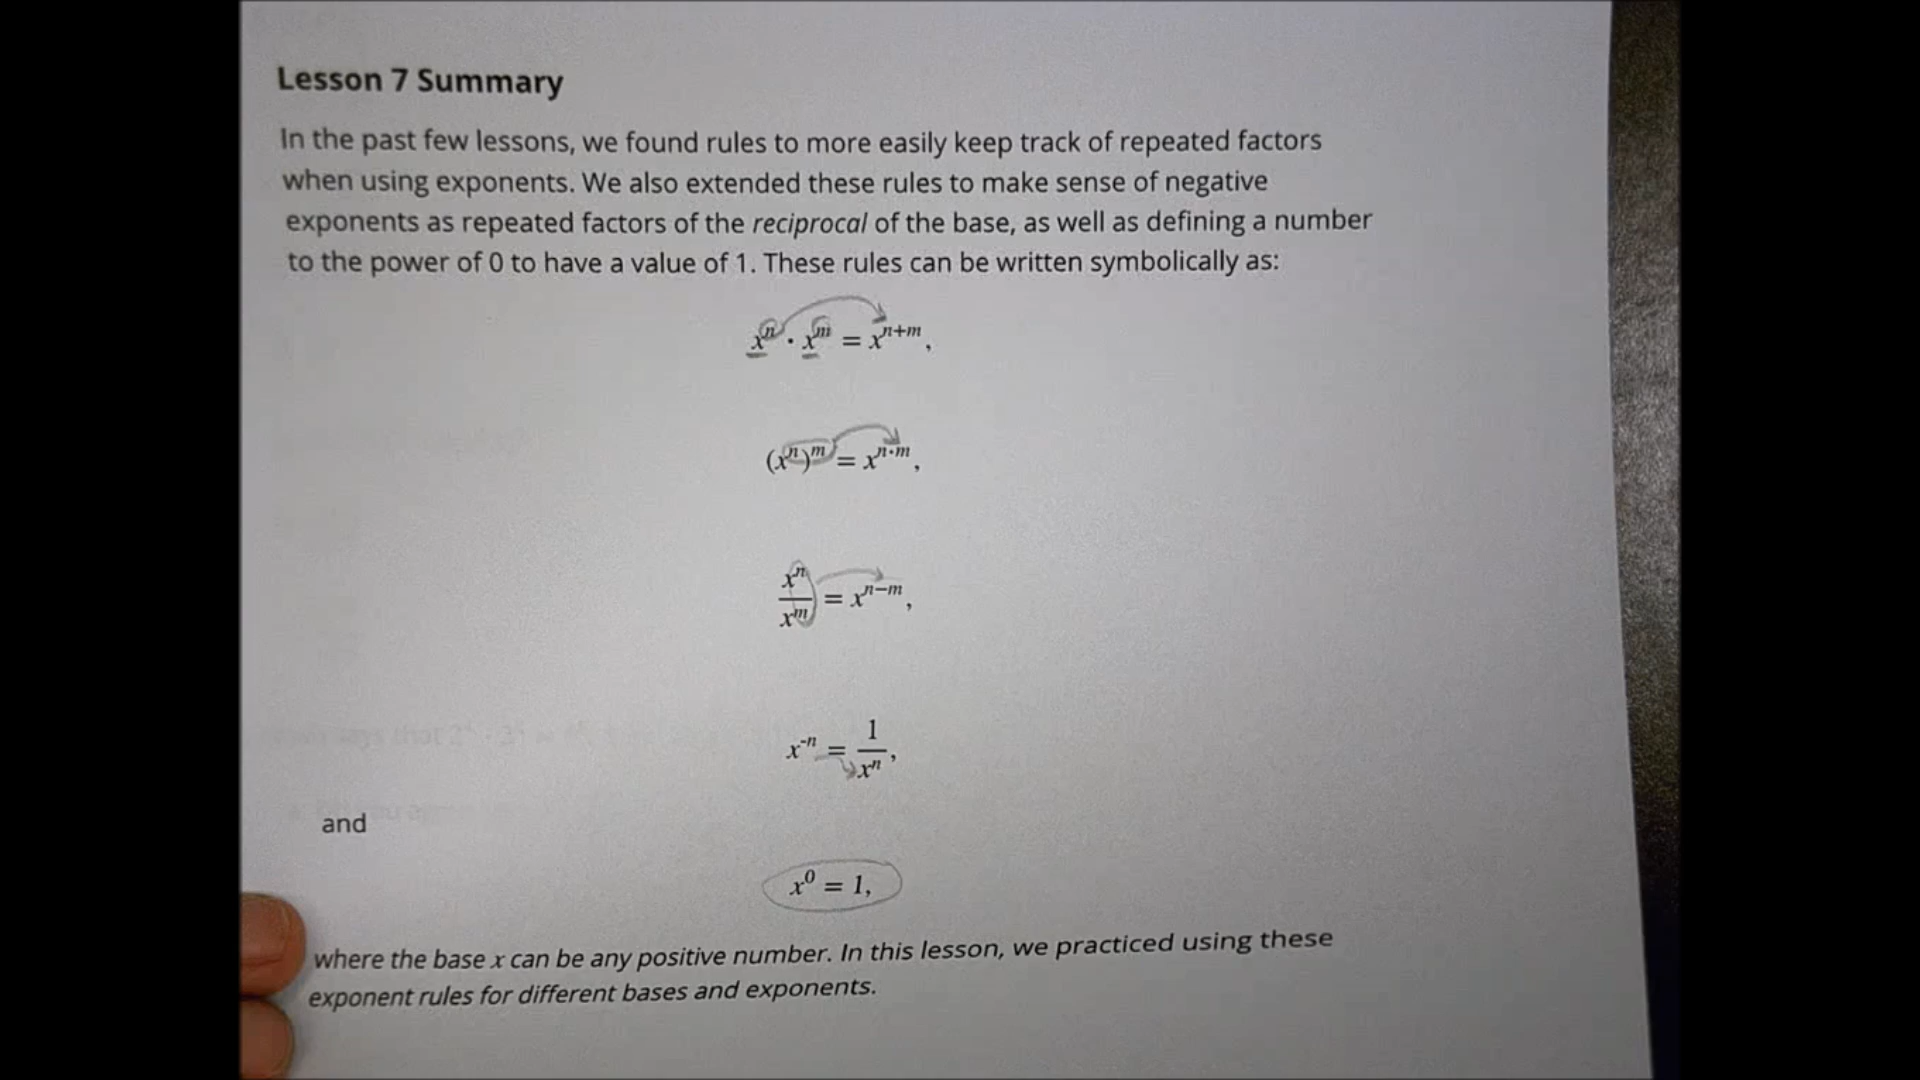 Lesson 7 Summary
In the past few lessons, we found rules to more easily keep track of repeated factors
when using exponents. We also extended these rules to make sense of negative
exponents as repeated factors of the reciprocal of the base, as well as defining a number
to the power of 0 to have a value of 1. These rules can be written symbolically as:
xⁿ · xᵐ = xⁿ⁺ᵐ,
(xⁿ)ᵐ = xⁿ·ᵐ,
xⁿ/xᵐ = xⁿ⁻ᵐ,
x⁻ⁿ = 1/xⁿ,
and
x⁰ = 1,
where the base x can be any positive number. In this lesson, we practiced using these
exponent rules for different bases and exponents.